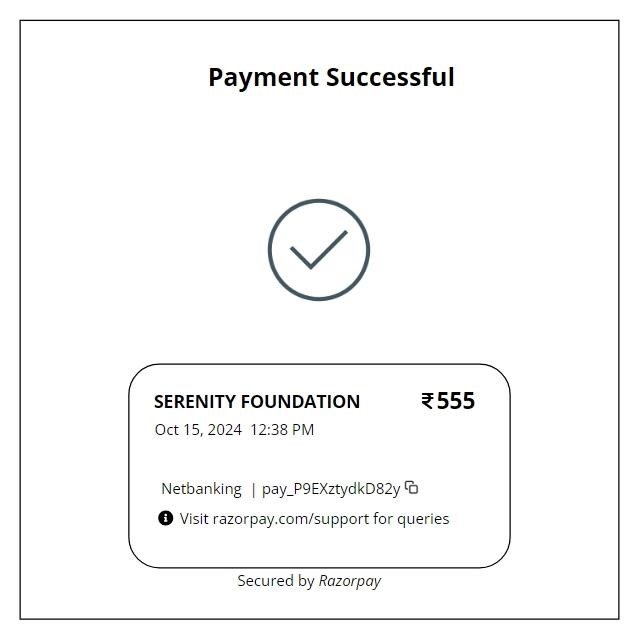 Payment Successful
SERENITY FOUNDATION ₹555
Oct 15, 2024 12:38 PM
Netbanking | pay_P9EXztydkD82y
Visit razorpay.com/support for queries
Secured by Razorpay